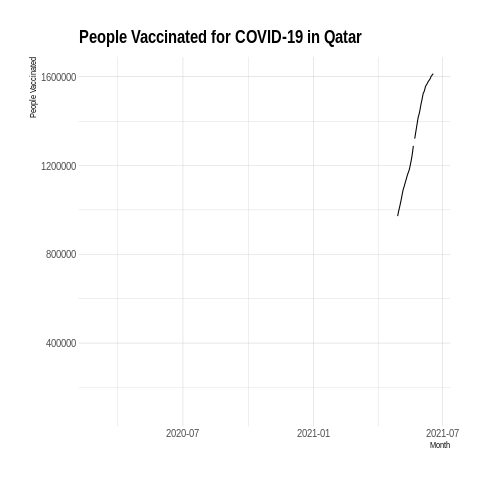 People Vaccinated for COVID-19 in Qatar
People Vaccinated
1600000
1200000
800000
400000
2020-07 2021-01 2021-07
Month